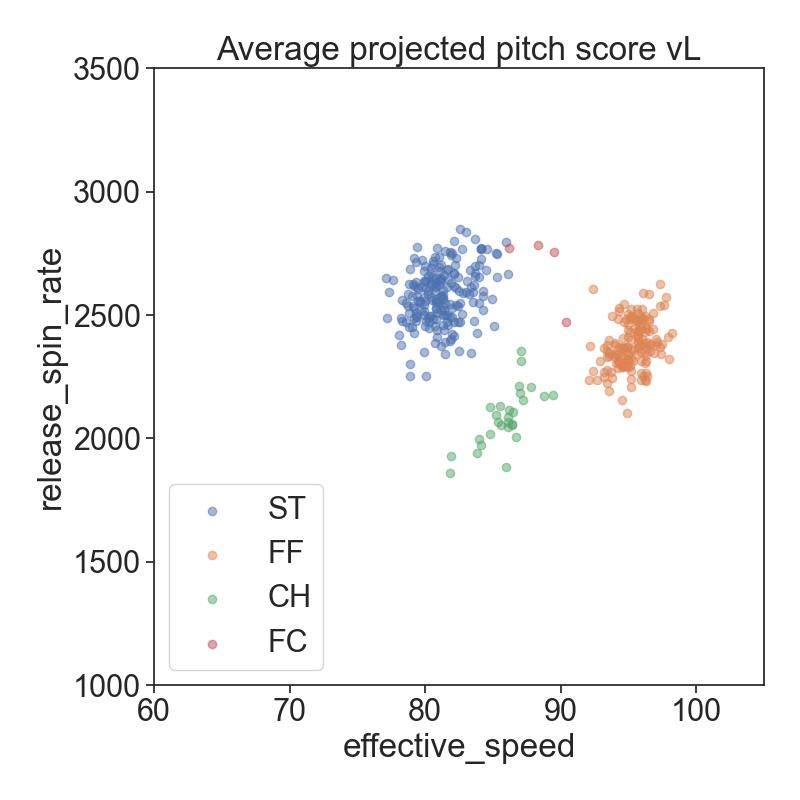 Average projected pitch score vL
3500
3000
2500
2000
1500
1000
release_spin_rate
ST
FF
CH
FC
60
70
80
90
100
effective_speed